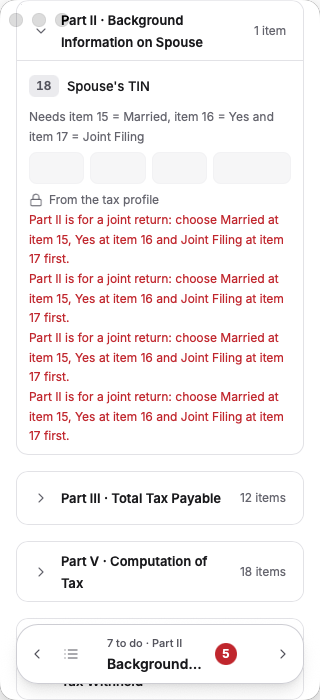 Part II · Background
Information on Spouse
1 item
18 Spouse's TIN
Needs item 15 = Married, item 16 = Yes and
item 17 = Joint Filing
From the tax profile
Part II is for a joint return: choose Married at
item 15, Yes at item 16 and Joint Filing at item
17 first.
Part II is for a joint return: choose Married at
item 15, Yes at item 16 and Joint Filing at item
17 first.
Part II is for a joint return: choose Married at
item 15, Yes at item 16 and Joint Filing at item
17 first.
Part II is for a joint return: choose Married at
item 15, Yes at item 16 and Joint Filing at item
17 first.
Part III · Total Tax Payable 12 items
Part V · Computation of
Tax
18 items
7 to do · Part II
Background...
5
Tax Withheld